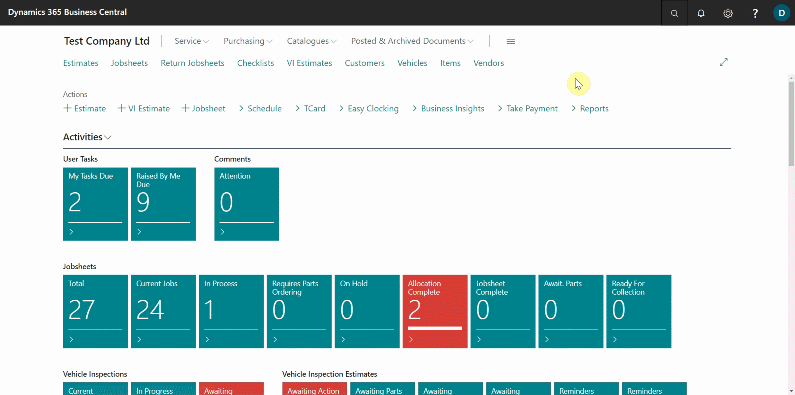 Dynamics 365 Business Central
?
D
Test Company Ltd
Service
Purchasing
Catalogues
Posted & Archived Documents
Estimates
Jobsheets
Return Jobsheets
Checklists
VI Estimates
Customers
Vehicles
Items
Vendors
Actions
+ Estimate
+ VI Estimate
+ Jobsheet
> Schedule
> TCard
> Easy Clocking
> Business Insights
> Take Payment
> Reports
Activities
User Tasks
My Tasks Due
2
Raised By Me
Due
9
Comments
Attention
0
Jobsheets
Total
27
Current Jobs
24
In Process
1
Requires Parts
Ordering
0
On Hold
0
Allocation
Complete
2
Jobsheet
Complete
0
Await. Parts
0
Ready For
Collection
0
Vehicle Inspections
Current
In Progress
Awaiting
Vehicle Inspection Estimates
Awaiting Action
Awaiting Parts
Awaiting
Awaiting
Reminders
Reminders